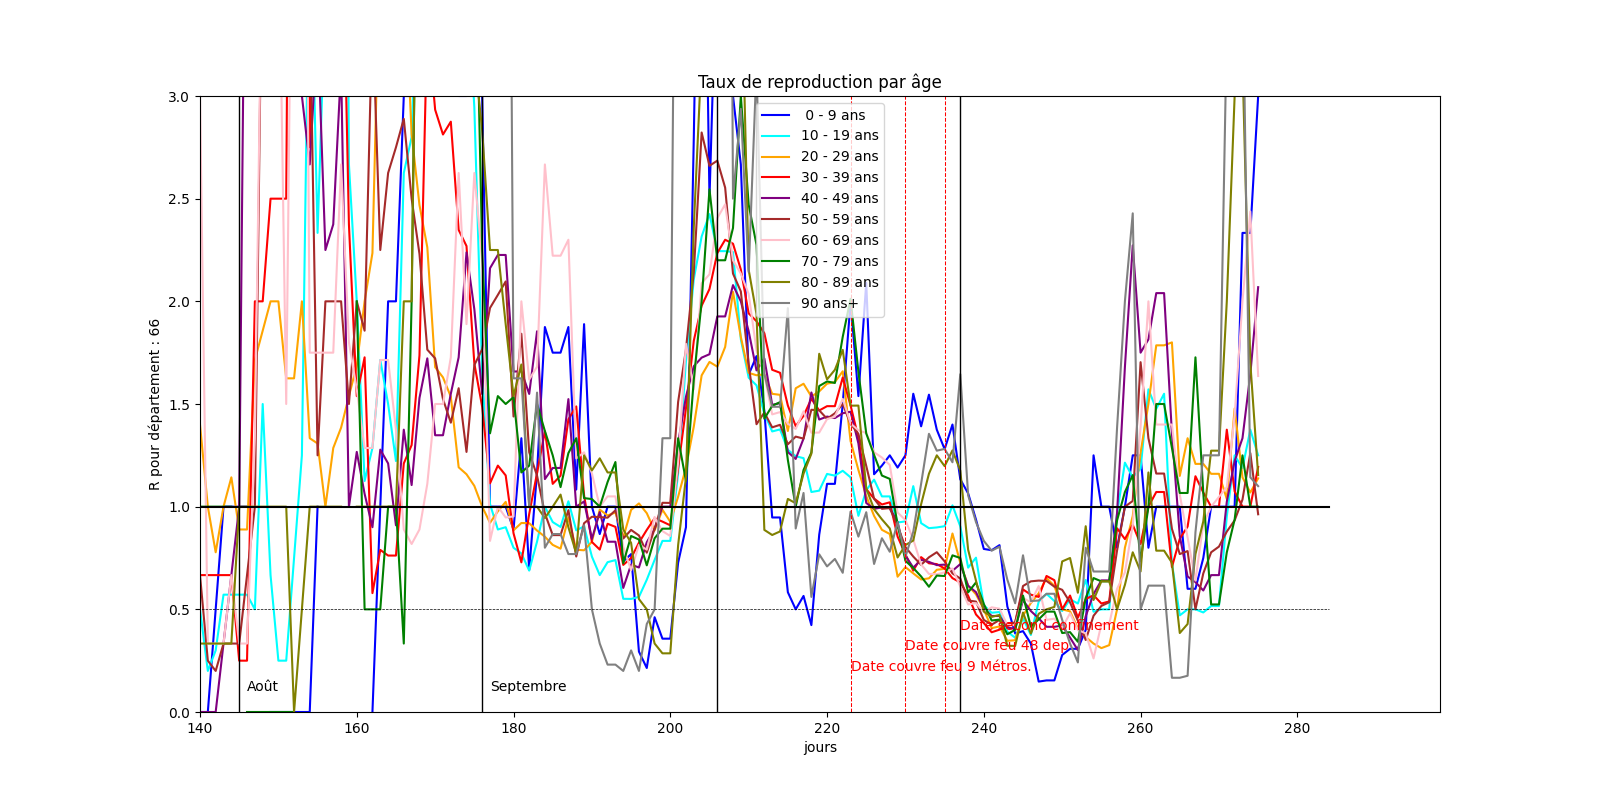 Taux de reproduction par âge
R pour département : 66
3.0
2.5
2.0
1.5
1.0
0.5
0.0
0 - 9 ans
10 - 19 ans
20 - 29 ans
30 - 39 ans
40 - 49 ans
50 - 59 ans
60 - 69 ans
70 - 79 ans
80 - 89 ans
90 ans+
Date second confinement
Date couvre feu 48 dep.
Date couvre feu 9 Métros.
Août
Septembre
140
160
180
200
220
240
260
280
jours